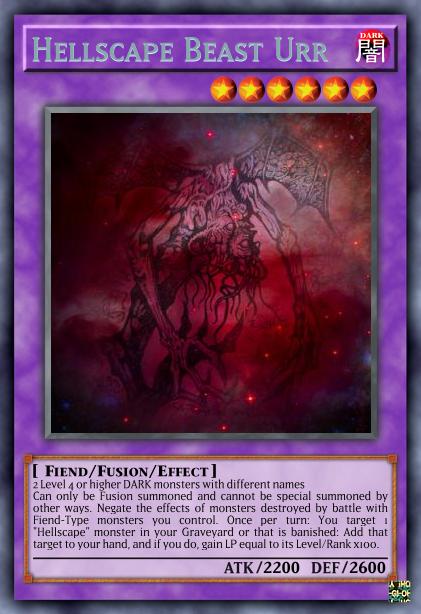 Hellscape Beast Urr
DARK
闇
[ Fiend/Fusion/Effect ]
2 Level 4 or higher DARK monsters with different names
Can only be Fusion summoned and cannot be special summoned by
other ways. Negate the effects of monsters destroyed by battle with
Fiend-Type monsters you control. Once per turn: You target 1
"Hellscape" monster in your Graveyard or that is banished: Add that
target to your hand, and if you do, gain LP equal to its Level/Rank x100.
ATK/2200 DEF/2600